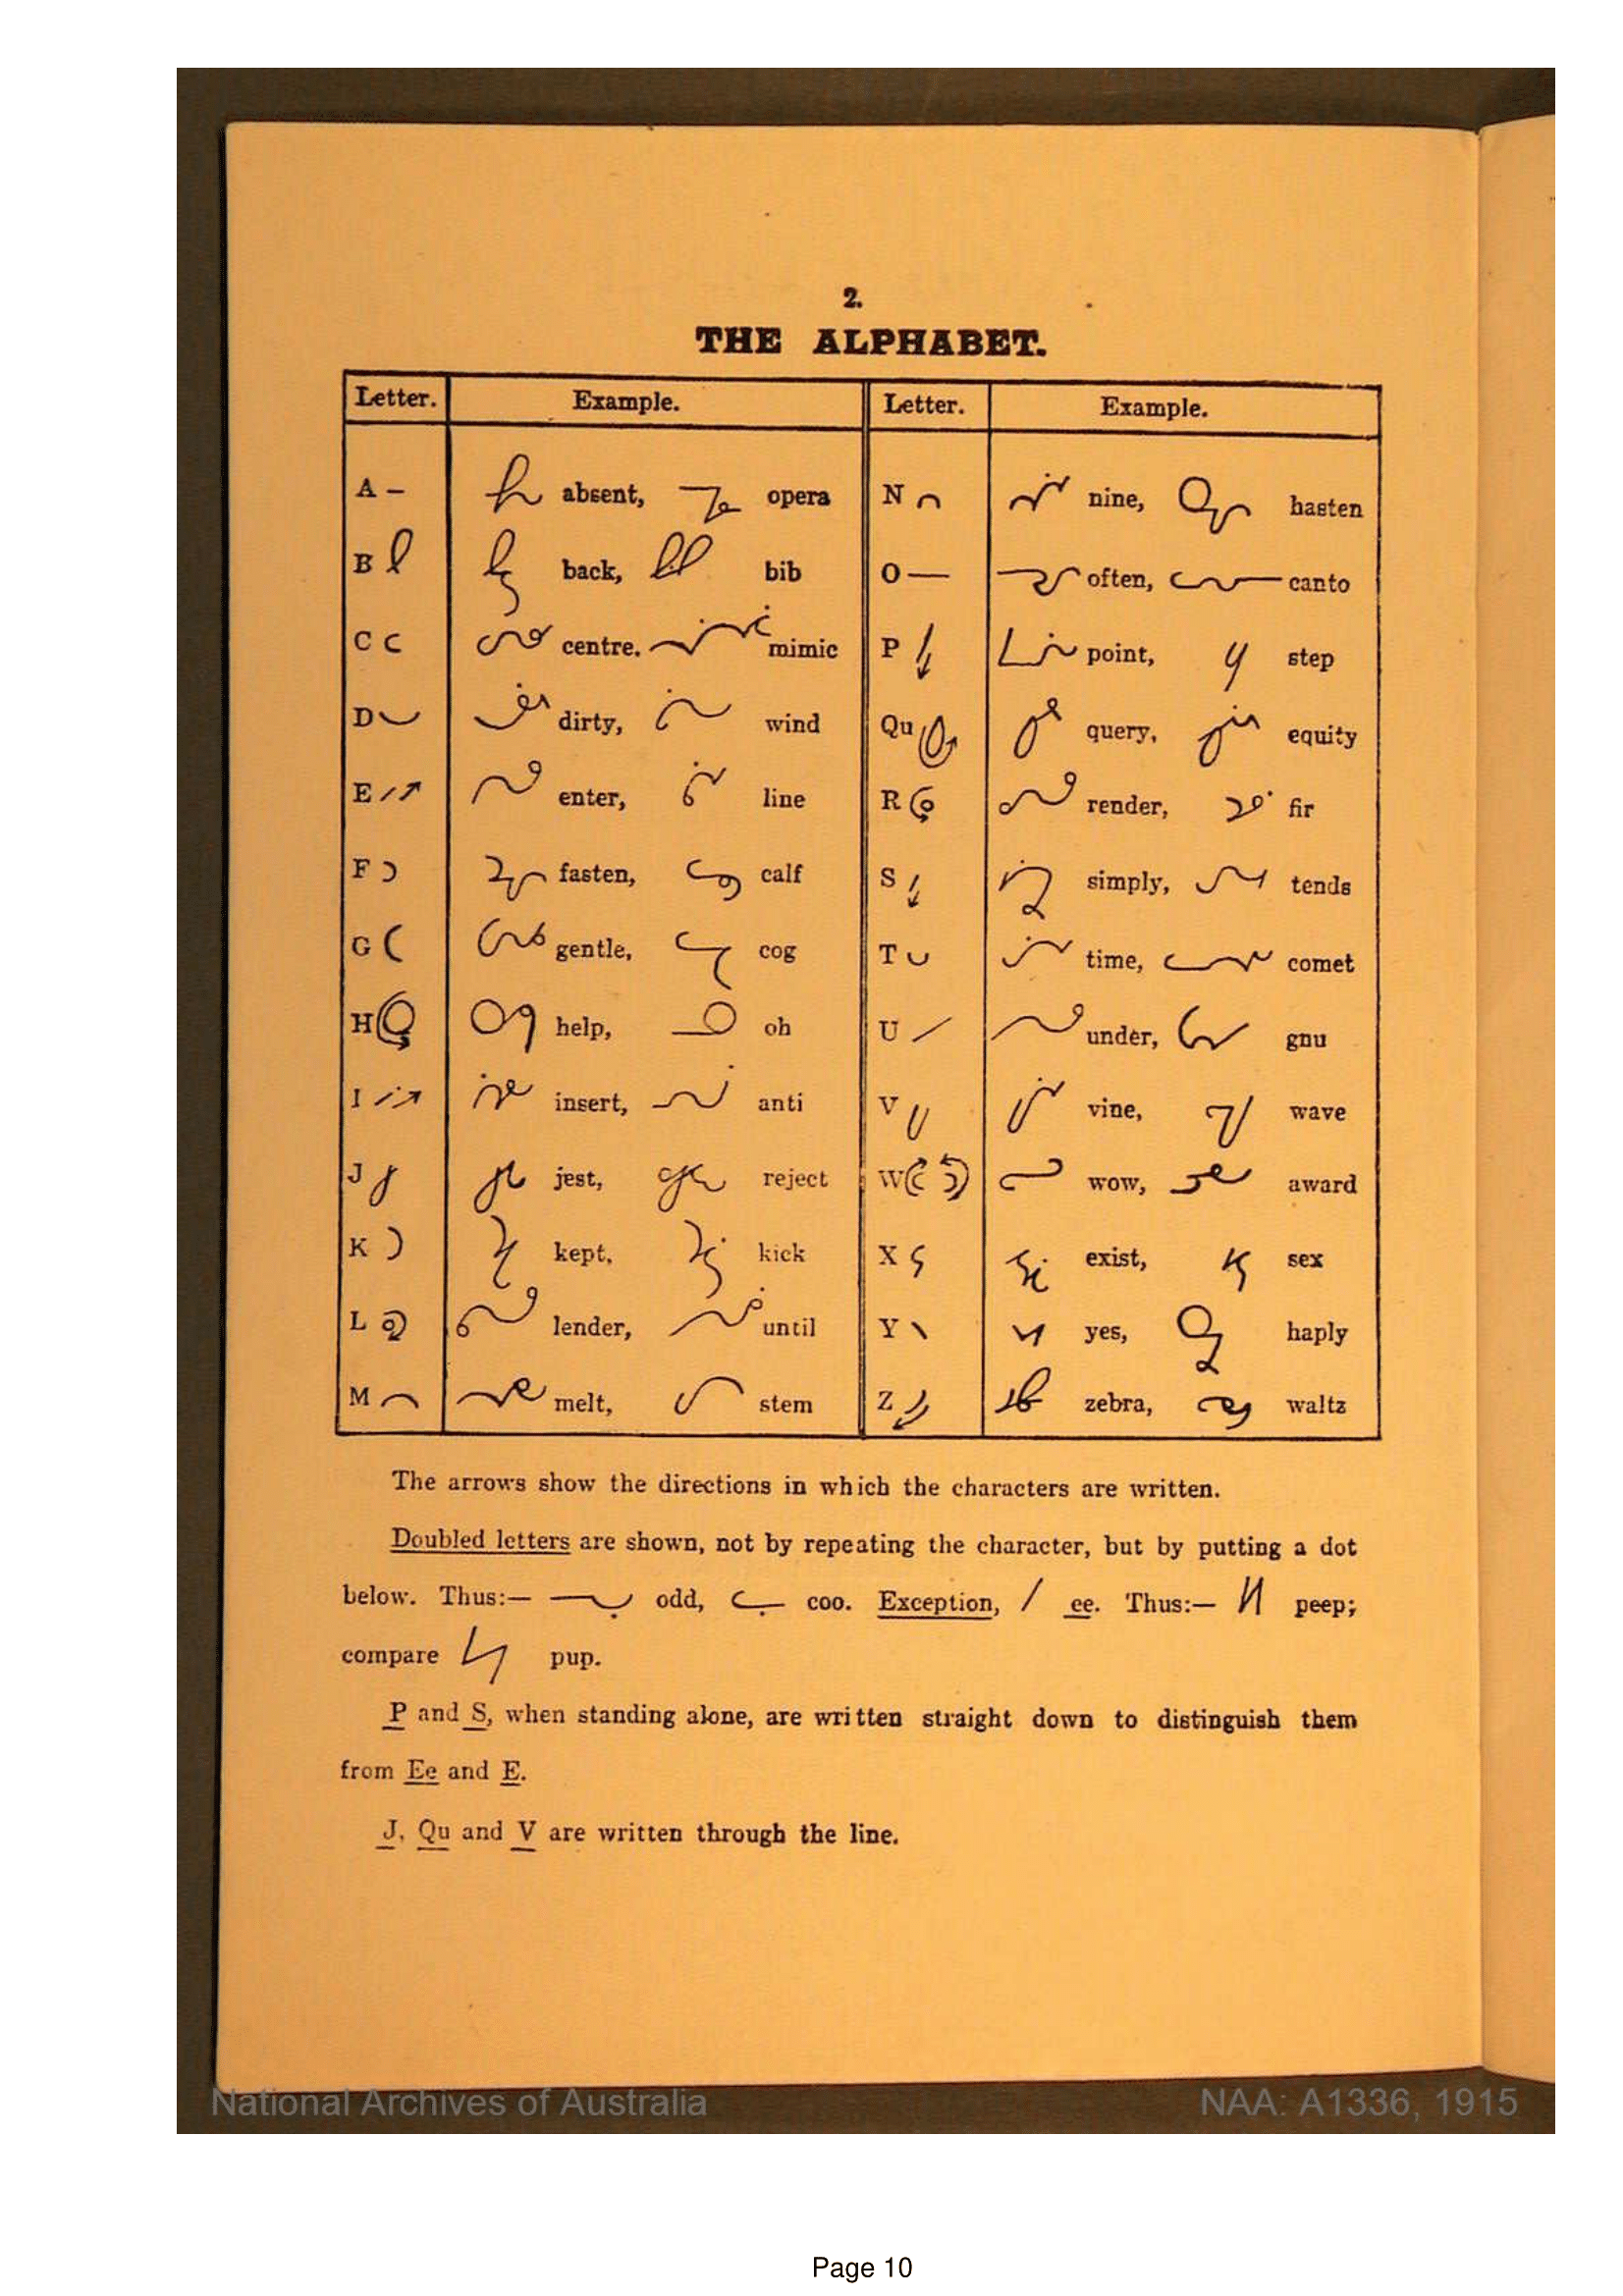 2.
THE ALPHABET.
Letter. Example. Letter. Example.
A absent, opera N nine, hasten
B back, bib O often, canto
C centre. mimic P point, step
D dirty, wind Qu query, equity
E enter, line R render, fir
F fasten, calf S simply, tends
G gentle, cog T time, comet
H help, oh U under, gnu
I insert, anti V vine, wave
J jest, reject W wow, award
K kept, kick X exist, sex
L lender, until Y yes, haply
M melt, stem Z zebra, waltz
The arrows show the directions in which the characters are written.
Doubled letters are shown, not by repeating the character, but by putting a dot
below. Thus:— odd, coo. Exception, ee. Thus:— peep;
compare pup.
P and S, when standing alone, are written straight down to distinguish them
from Ee and E.
J, Qu and V are written through the line.
National Archives of Australia NAA: A1336, 1915
Page 10